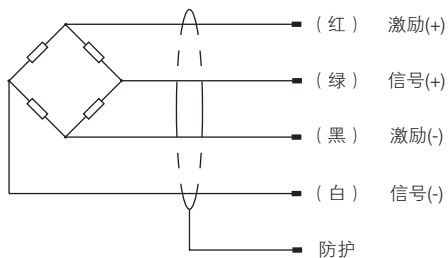 （红） 激励(+)
（绿） 信号(+)
（黑） 激励(-)
（白） 信号(-)
防护